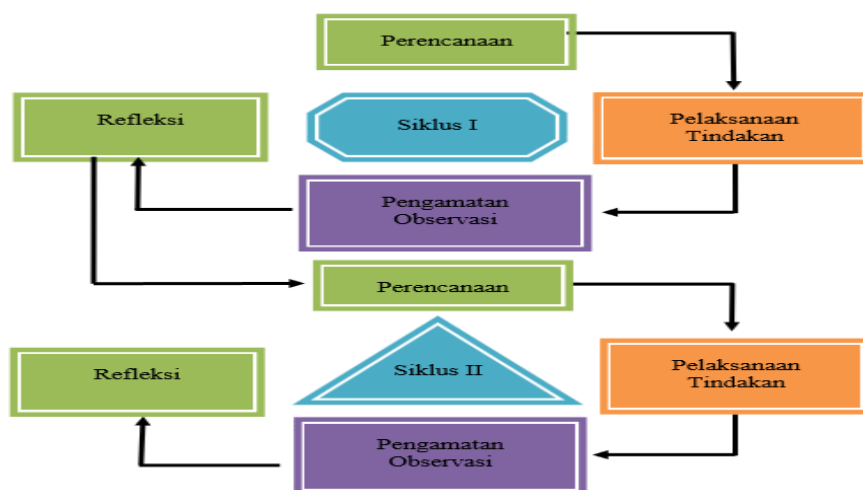 Perencanaan
Refleksi
Siklus I
Pelaksanaan
Tindakan
Pengamatan
Observasi
Perencanaan
Refleksi
Siklus II
Pelaksanaan
Tindakan
Pengamatan
Observasi